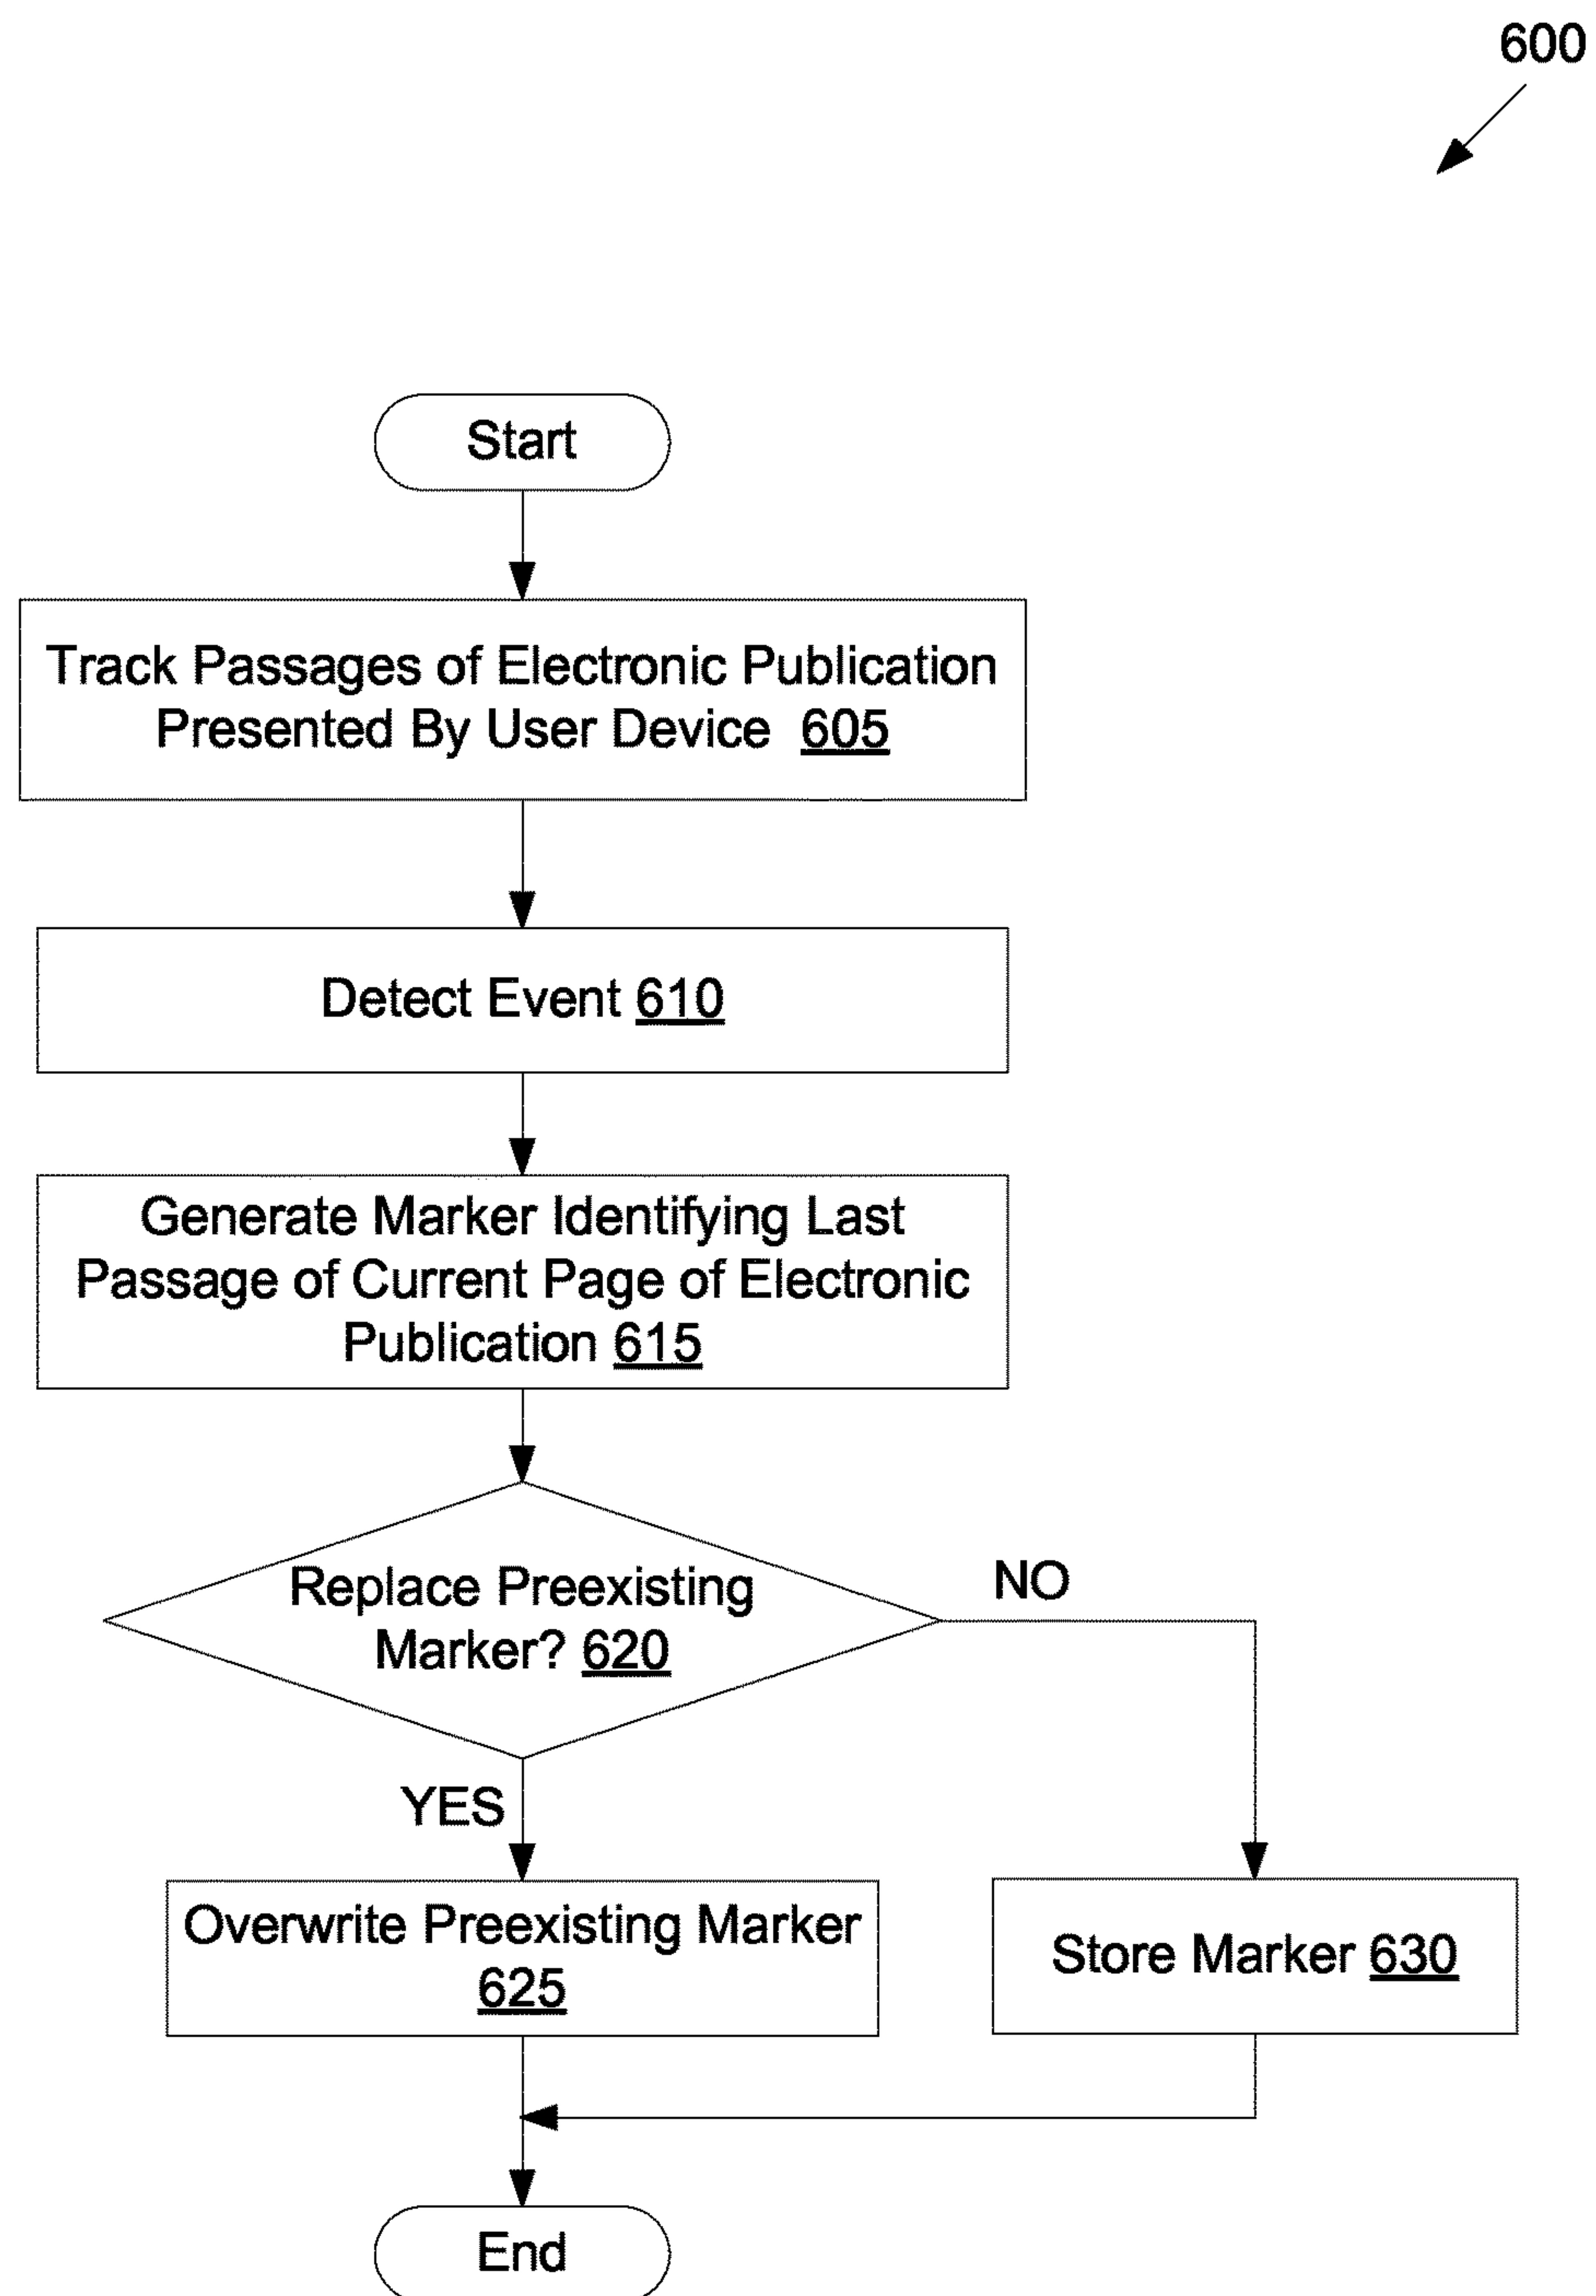 600
Start
Track Passages of Electronic Publication
Presented By User Device 605
Detect Event 610
Generate Marker Identifying Last
Passage of Current Page of Electronic
Publication 615
Replace Preexisting
Marker? 620
NO
YES
Overwrite Preexisting Marker
625
Store Marker 630
End